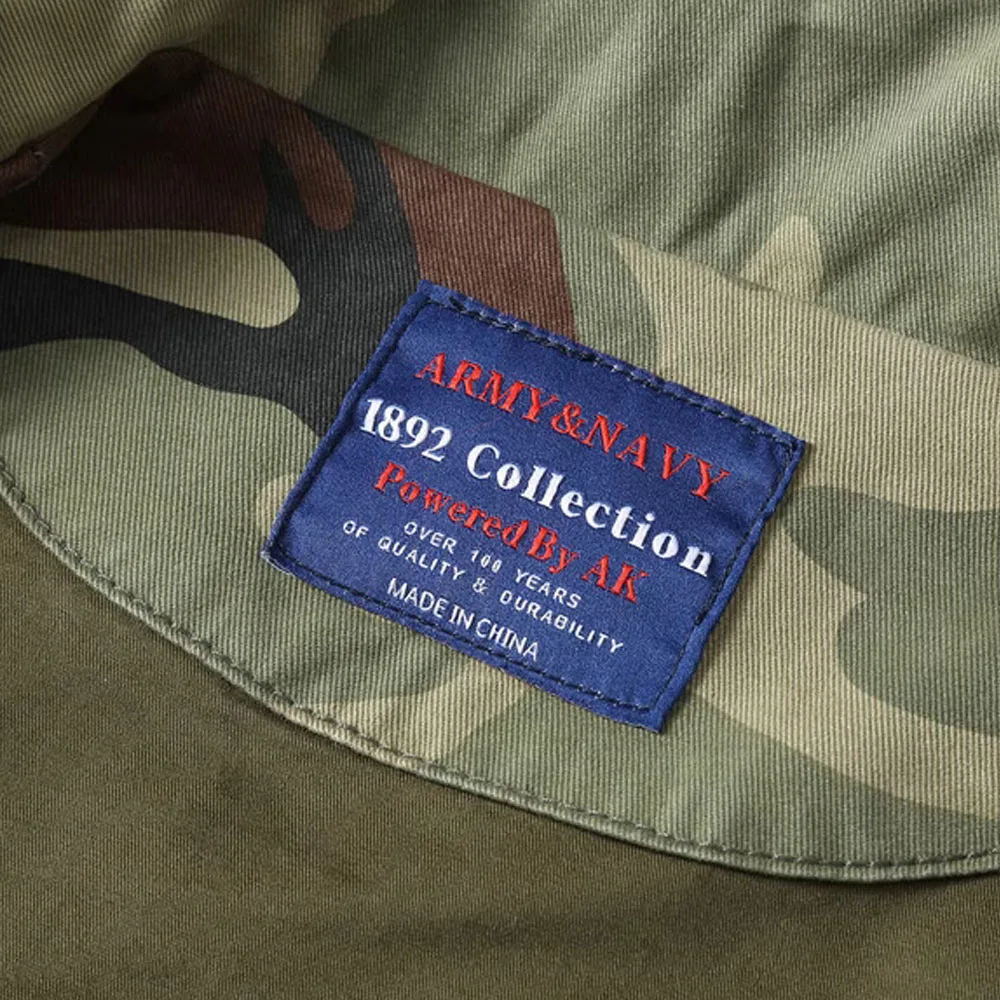 ARMY&NAVY
1892 Collection
Powered By AK
OVER 100 YEARS
OF QUALITY & DURABILITY
MADE IN CHINA